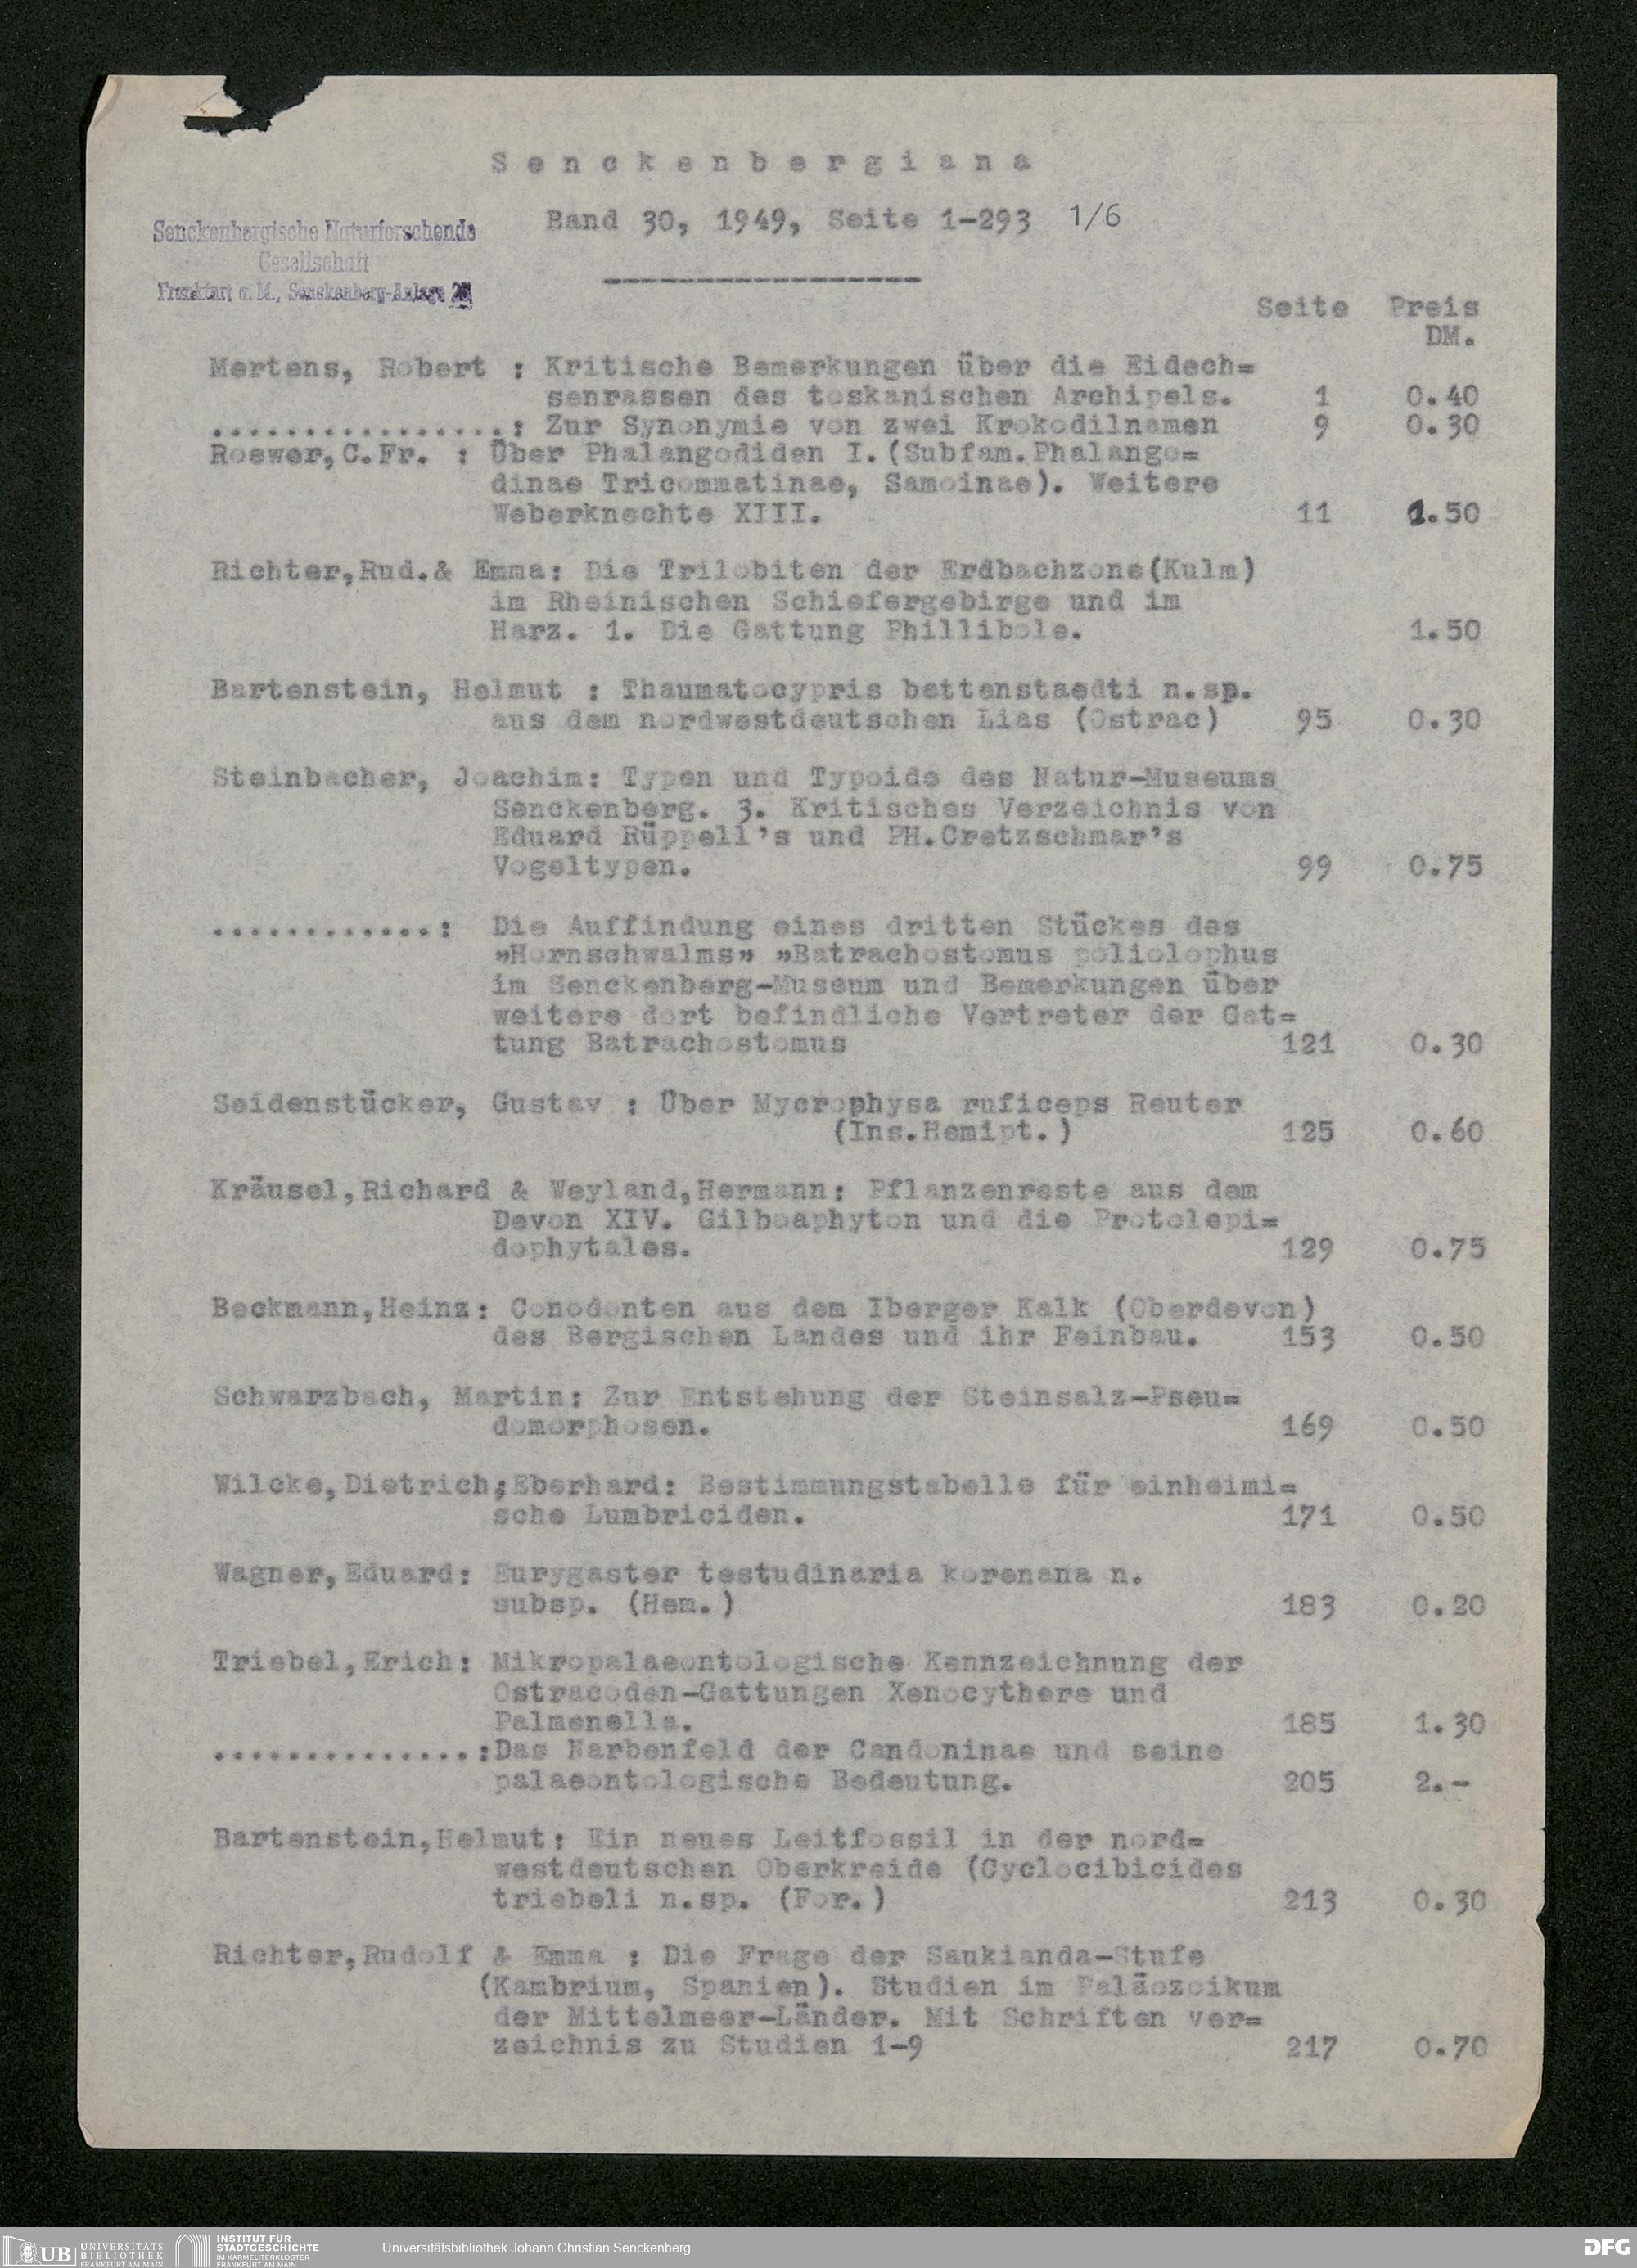 Senckenbergiana
Band 30, 1949, Seite 1-293 1/6
Senckenbergische Naturforschende
Gesellschaft
Frankfurt a. M., Senckenberg-Anlage
Seite Preis
DM.
Mertens, Robert : Kritische Bemerkungen über die Eidech=
senrassen des toskanischen Archipels. 1 0.40
................: Zur Synonymie von zwei Krokodilnamen 9 0.30
Roewer,C.Fr. : Über Phalangodiden I.(Subfam.Phalango=
dinae Tricommatinae, Samoinae). Weitere
Weberknechte XIII. 11 1.50
Richter,Rud.& Emma: Die Trilobiten der Erdbachzone(Kulm)
im Rheinischen Schiefergebirge und im
Harz. 1. Die Gattung Phillibole. 1.50
Bartenstein, Helmut : Thaumatocypris bettenstaedti n.sp.
aus dem nordwestdeutschen Lias (Ostrac) 95 0.30
Steinbacher, Joachim: Typen und Typoide des Natur-Museums
Senckenberg. 3. Kritisches Verzeichnis von
Eduard Rüppell's und PH.Cretzschmar's
Vogeltypen. 99 0.75
............: Die Auffindung eines dritten Stückes des
"Hornschwalms" "Batrachostomus poliolophus
im Senckenberg-Museum und Bemerkungen über
weitere dort befindliche Vertreter der Gat=
tung Batrachostomus 121 0.30
Seidenstücker, Gustav : Über Mycrophysa ruficeps Reuter
(Ins.Hemipt.) 125 0.60
Kräusel,Richard & Weyland,Hermann: Pflanzenreste aus dem
Devon XIV. Gilboaphyton und die Protolepi=
dophytales. 129 0.75
Beckmann,Heinz: Conodonten aus dem Iberger Kalk (Oberdevon)
des Bergischen Landes und ihr Feinbau. 153 0.50
Schwarzbach, Martin: Zur Entstehung der Steinsalz-Pseu=
domorphosen. 169 0.50
Wilcke,Dietrich;Eberhard: Bestimmungstabelle für einheimi=
sche Lumbriciden. 171 0.50
Wagner,Eduard: Eurygaster testudinaria korenana n.
subsp. (Hem.) 183 0.20
Triebel,Erich: Mikropalaeontologische Kennzeichnung der
Ostracoden-Gattungen Xenocythere und
Palmenella. 185 1.30
..............:Das Narbenfeld der Candoninae und seine
palaeontologische Bedeutung. 205 2.-
Bartenstein,Helmut: Ein neues Leitfossil in der nord=
westdeutschen Oberkreide (Cyclocibicides
triebeli n.sp. (For.) 213 0.30
Richter,Rudolf & Emma : Die Frage der Saukianda-Stufe
(Kambrium, Spanien). Studien im Paläozoikum
der Mittelmeer-Länder. Mit Schriften ver=
zeichnis zu Studien 1-9 217 0.70
UB UNIVERSITÄTS
BIBLIOTHEK
FRANKFURT AM MAIN
INSTITUT FÜR
STADTGESCHICHTE
IM KARMELITERKLOSTER
FRANKFURT AM MAIN
Universitätsbibliothek Johann Christian Senckenberg
DFG